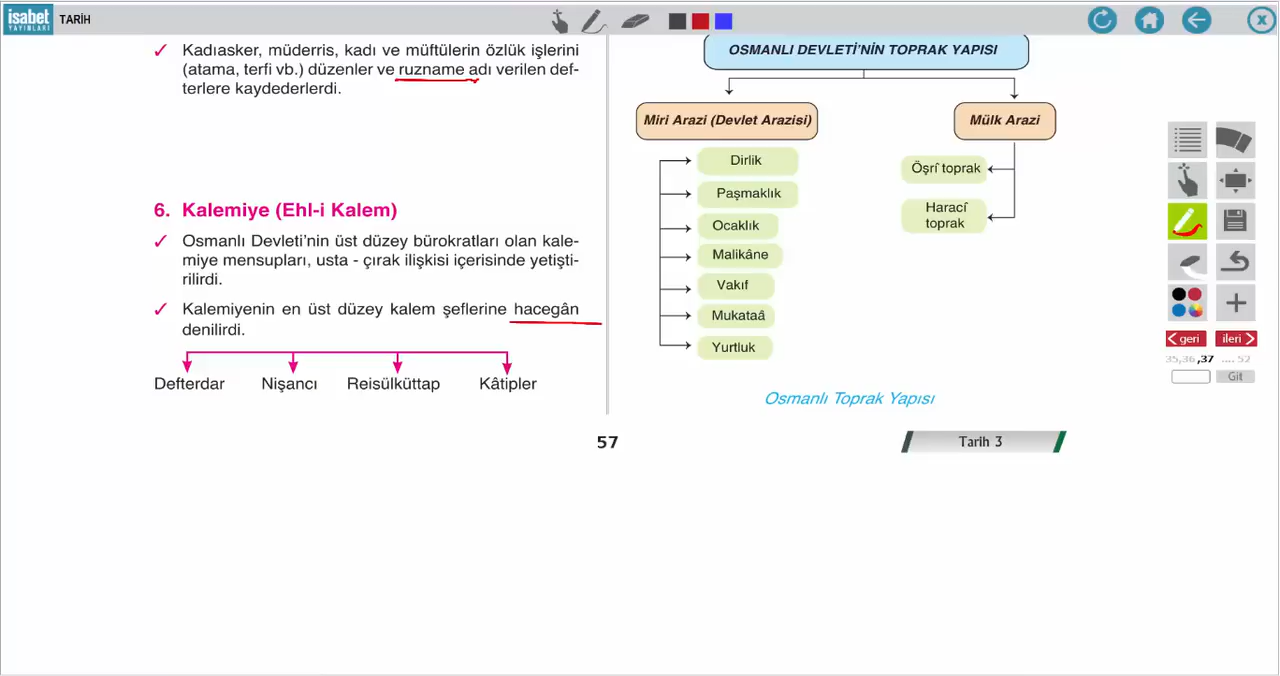 isabet
YAYINLARI
TARİH
✓ Kadıasker, müderris, kadı ve müftülerin özlük işlerini
(atama, terfi vb.) düzenler ve ruzname adı verilen def-
terlere kaydederlerdi.
6. Kalemiye (Ehl-i Kalem)
✓ Osmanlı Devleti'nin üst düzey bürokratları olan kale-
miye mensupları, usta - çırak ilişkisi içerisinde yetişti-
rilirdi.
✓ Kalemiyenin en üst düzey kalem şeflerine hacegân
denilirdi.
Defterdar Nişancı Reisülküttap Kâtipler
OSMANLI DEVLETİ'NİN TOPRAK YAPISI
Miri Arazi (Devlet Arazisi)
Mülk Arazi
Dirlik
Paşmaklık
Ocaklık
Malikâne
Vakıf
Mukataâ
Yurtluk
Öşrî toprak
Haracî
toprak
Osmanlı Toprak Yapısı
57
Tarih 3
geri
ileri
35,36 ,37 .... 52
Git